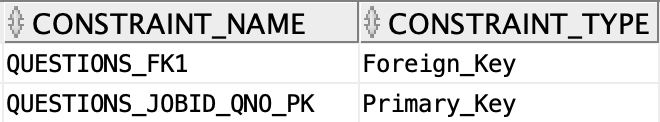 CONSTRAINT_NAME CONSTRAINT_TYPE
QUESTIONS_FK1 Foreign_Key
QUESTIONS_JOBID_QNO_PK Primary_Key